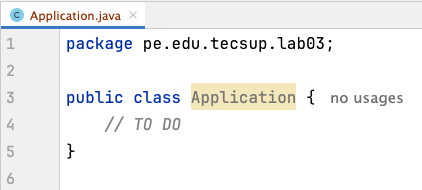 Application.java
1 package pe.edu.tecsup.lab03;
2
3 public class Application { no usages
4 // TO DO
5 }
6